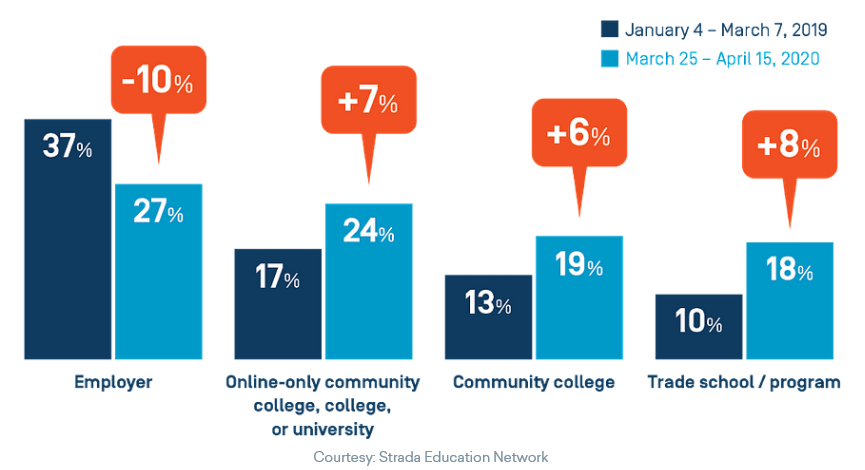 January 4 – March 7, 2019
March 25 – April 15, 2020
-10%
+7%
+6%
+8%
37%
27%
17%
24%
13%
19%
10%
18%
Employer
Online-only community
college, college,
or university
Community college
Trade school / program
Courtesy: Strada Education Network